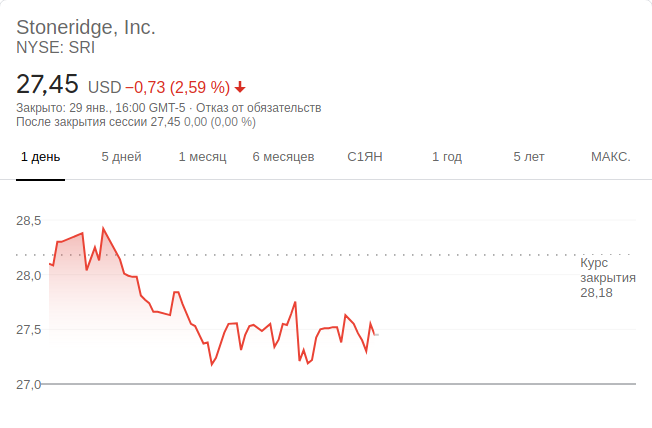 Stoneridge, Inc.
NYSE: SRI
27,45 USD −0,73 (2,59 %)
Закрыто: 29 янв., 16:00 GMT-5 · Отказ от обязательств
После закрытия сессии 27,45 0,00 (0,00 %)
1 день 5 дней 1 месяц 6 месяцев С1ЯН 1 год 5 лет МАКС.
28,5
Курс
закрытия
28,18
28,0
27,5
27,0